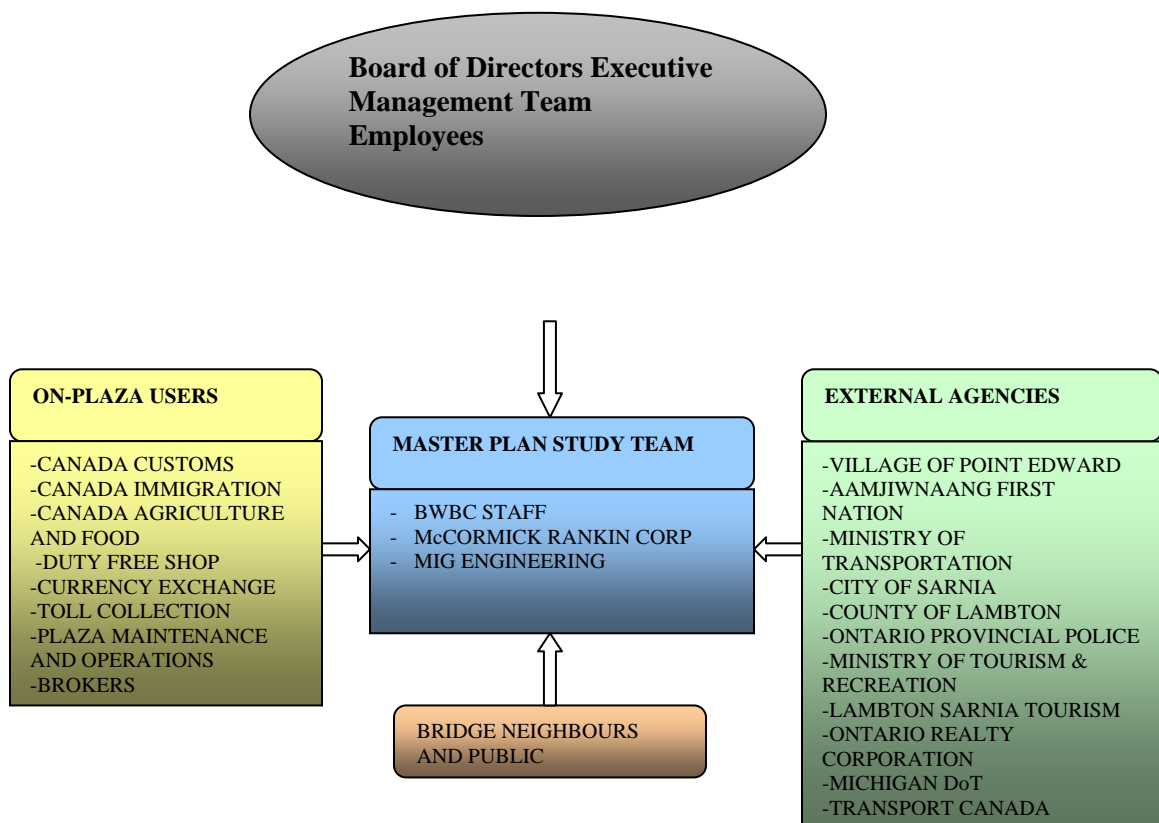 Board of Directors Executive
Management Team
Employees
ON-PLAZA USERS
-CANADA CUSTOMS
-CANADA IMMIGRATION
-CANADA AGRICULTURE
AND FOOD
-DUTY FREE SHOP
-CURRENCY EXCHANGE
-TOLL COLLECTION
-PLAZA MAINTENANCE
AND OPERATIONS
-BROKERS
MASTER PLAN STUDY TEAM
- BWBC STAFF
- McCORMICK RANKIN CORP
- MIG ENGINEERING
BRIDGE NEIGHBOURS
AND PUBLIC
EXTERNAL AGENCIES
-VILLAGE OF POINT EDWARD
-AAMJIWNAANG FIRST
NATION
-MINISTRY OF
TRANSPORTATION
-CITY OF SARNIA
-COUNTY OF LAMBTON
-ONTARIO PROVINCIAL POLICE
-MINISTRY OF TOURISM &
RECREATION
-LAMBTON SARNIA TOURISM
-ONTARIO REALTY
CORPORATION
-MICHIGAN DoT
-TRANSPORT CANADA